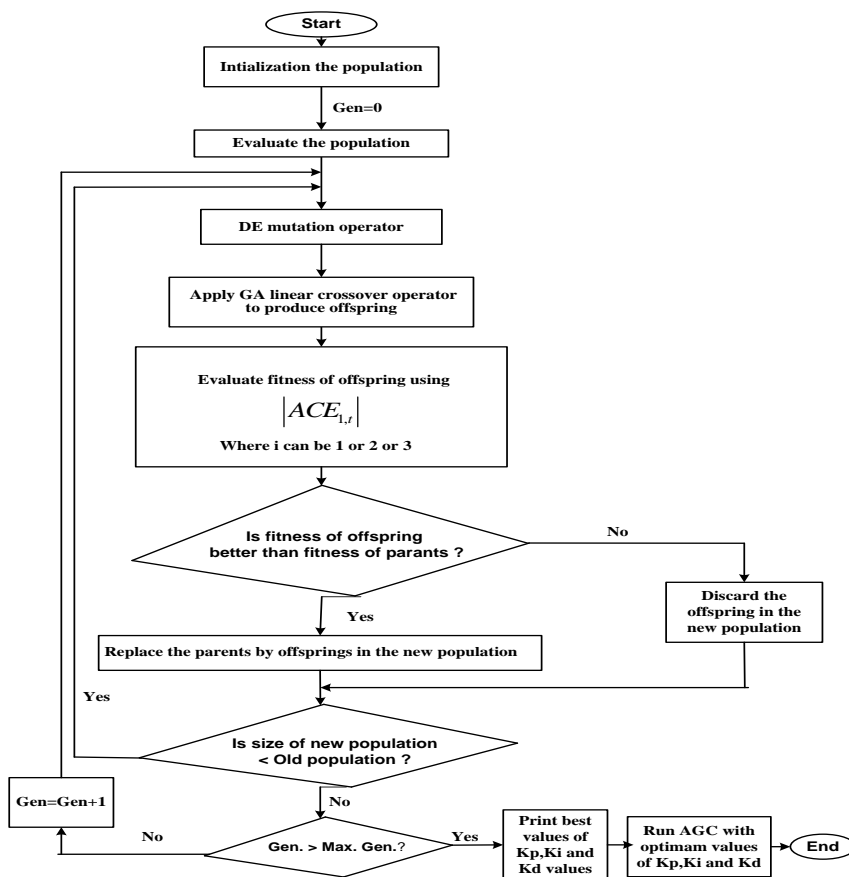 Start
Intialization the population
Gen=0
Evaluate the population
DE mutation operator
Apply GA linear crossover operator
to produce offspring
Evaluate fitness of offspring using
|ACE1,t|
Where i can be 1 or 2 or 3
Is fitness of offspring
better than fitness of parants ?
No
Discard the
offspring in the
new population
Yes
Replace the parents by offsprings in the new population
Yes
Is size of new population
< Old population ?
No
Gen=Gen+1
No
Gen. > Max. Gen.?
Yes
Print best
values of
Kp,Ki and
Kd values
Run AGC with
optimam values
of Kp,Ki and Kd
End